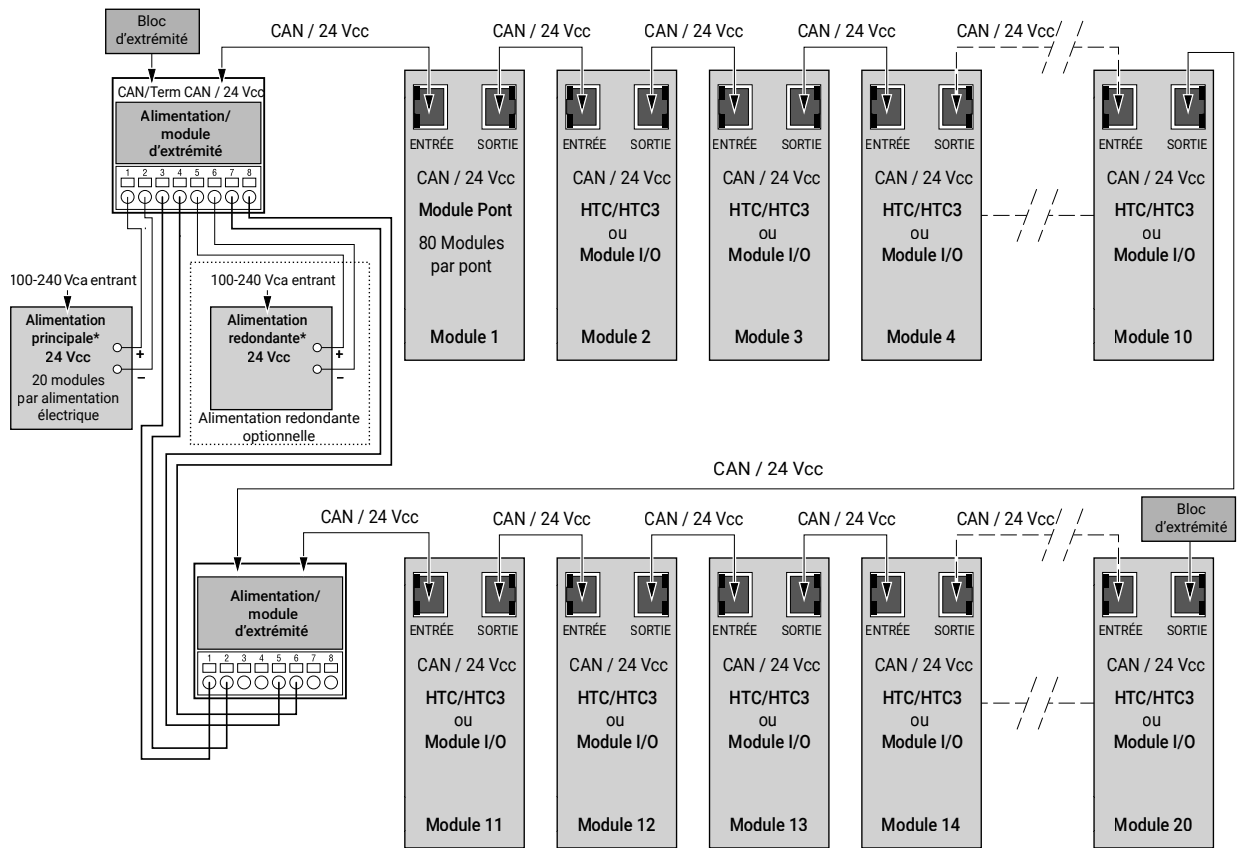 Bloc
d'extrémité
CAN / 24 Vcc
CAN / 24 Vcc
CAN / 24 Vcc
CAN / 24 Vcc
CAN / 24 Vcc
CAN/Term CAN / 24 Vcc
Alimentation/
module
d'extrémité
1 2 3 4 5 6 7 8
ENTRÉE SORTIE
CAN / 24 Vcc
Module Pont
80 Modules
par pont
Module 1
ENTRÉE SORTIE
CAN / 24 Vcc
HTC/HTC3
ou
Module I/O
Module 2
ENTRÉE SORTIE
CAN / 24 Vcc
HTC/HTC3
ou
Module I/O
Module 3
ENTRÉE SORTIE
CAN / 24 Vcc
HTC/HTC3
ou
Module I/O
Module 4
ENTRÉE SORTIE
CAN / 24 Vcc
HTC/HTC3
ou
Module I/O
Module 10
100-240 Vca entrant
Alimentation
principale*
24 Vcc
+
–
20 modules
par alimentation
électrique
100-240 Vca entrant
Alimentation
redondante*
24 Vcc
+
–
Alimentation redondante
optionnelle
CAN / 24 Vcc
CAN / 24 Vcc
CAN / 24 Vcc
CAN / 24 Vcc
CAN / 24 Vcc
CAN / 24 Vcc
Bloc
d'extrémité
Alimentation/
module
d'extrémité
1 2 3 4 5 6 7 8
ENTRÉE SORTIE
CAN / 24 Vcc
HTC/HTC3
ou
Module I/O
Module 11
ENTRÉE SORTIE
CAN / 24 Vcc
HTC/HTC3
ou
Module I/O
Module 12
ENTRÉE SORTIE
CAN / 24 Vcc
HTC/HTC3
ou
Module I/O
Module 13
ENTRÉE SORTIE
CAN / 24 Vcc
HTC/HTC3
ou
Module I/O
Module 14
ENTRÉE SORTIE
CAN / 24 Vcc
HTC/HTC3
ou
Module I/O
Module 20